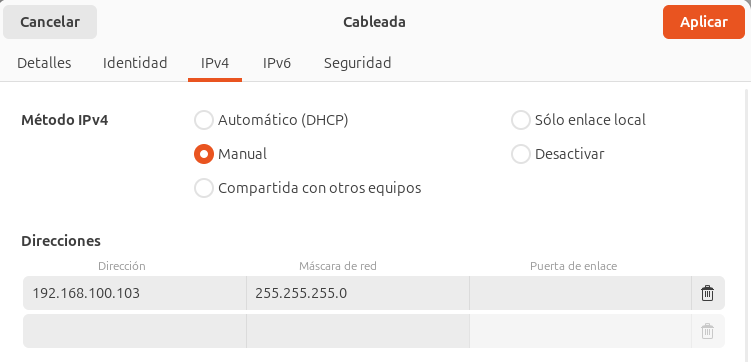 Cancelar Cableada Aplicar
Detalles Identidad IPv4 IPv6 Seguridad
Método IPv4 Automático (DHCP) Sólo enlace local
Manual Desactivar
Compartida con otros equipos
Direcciones
Dirección Máscara de red Puerta de enlace
192.168.100.103 255.255.255.0